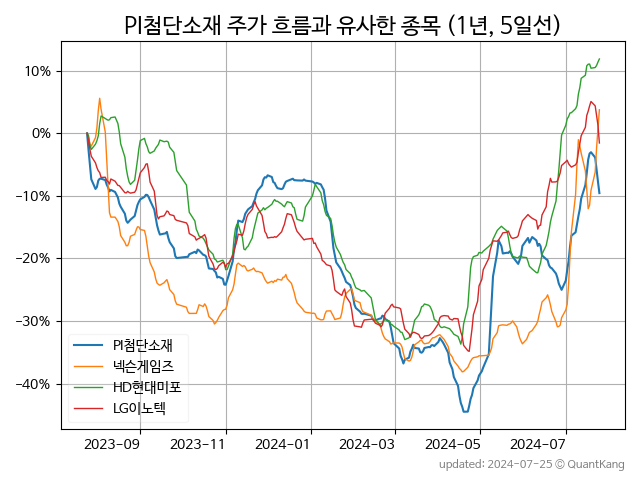 PI첨단소재 주가 흐름과 유사한 종목 (1년, 5일선)
10%
0%
−10%
−20%
−30%
−40%
PI첨단소재
넥슨게임즈
HD현대미포
LG이노텍
2023-09
2023-11
2024-01
2024-03
2024-05
2024-07
updated: 2024-07-25 © QuantKang